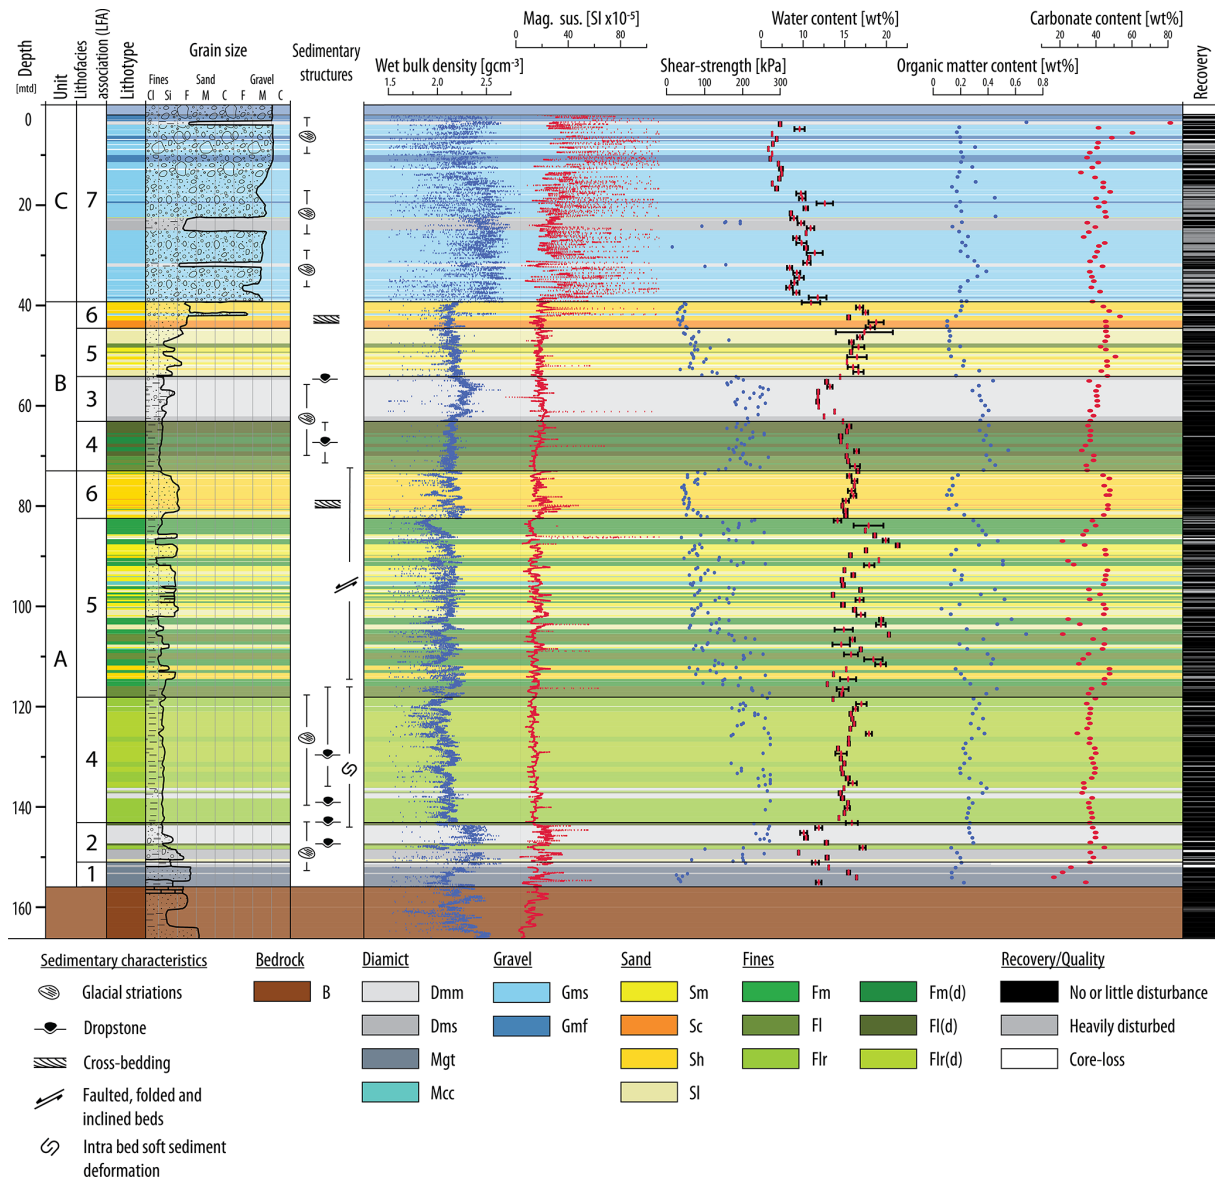 Depth
[mtd]
Unit
Lithofacies
association (LFA)
Lithotype
Grain size
Fines Sand Gravel
Cl Si F M C F M C
Sedimentary
structures
Mag. sus. [SI x10⁻⁵]
0 40 80
Wet bulk density [gcm⁻³]
1.5 2.0 2.5
Water content [wt%]
0 10 15 20
Shear-strength [kPa]
0 100 200 300
Carbonate content [wt%]
20 40 60 80
Organic matter content [wt%]
0 0.2 0.4 0.6 0.8
Recovery
0
20
40
60
80
100
120
140
160
C
B
A
7
6
5
3
4
6
5
4
2
1
Sedimentary characteristics
Glacial striations
Dropstone
Cross-bedding
Faulted, folded and
inclined beds
Intra bed soft sediment
deformation
Bedrock
B
Diamict
Dmm
Dms
Mgt
Mcc
Gravel
Gms
Gmf
Sand
Sm
Sc
Sh
Sl
Fines
Fm
Fl
Flr
Fm(d)
Fl(d)
Flr(d)
Recovery/Quality
No or little disturbance
Heavily disturbed
Core-loss